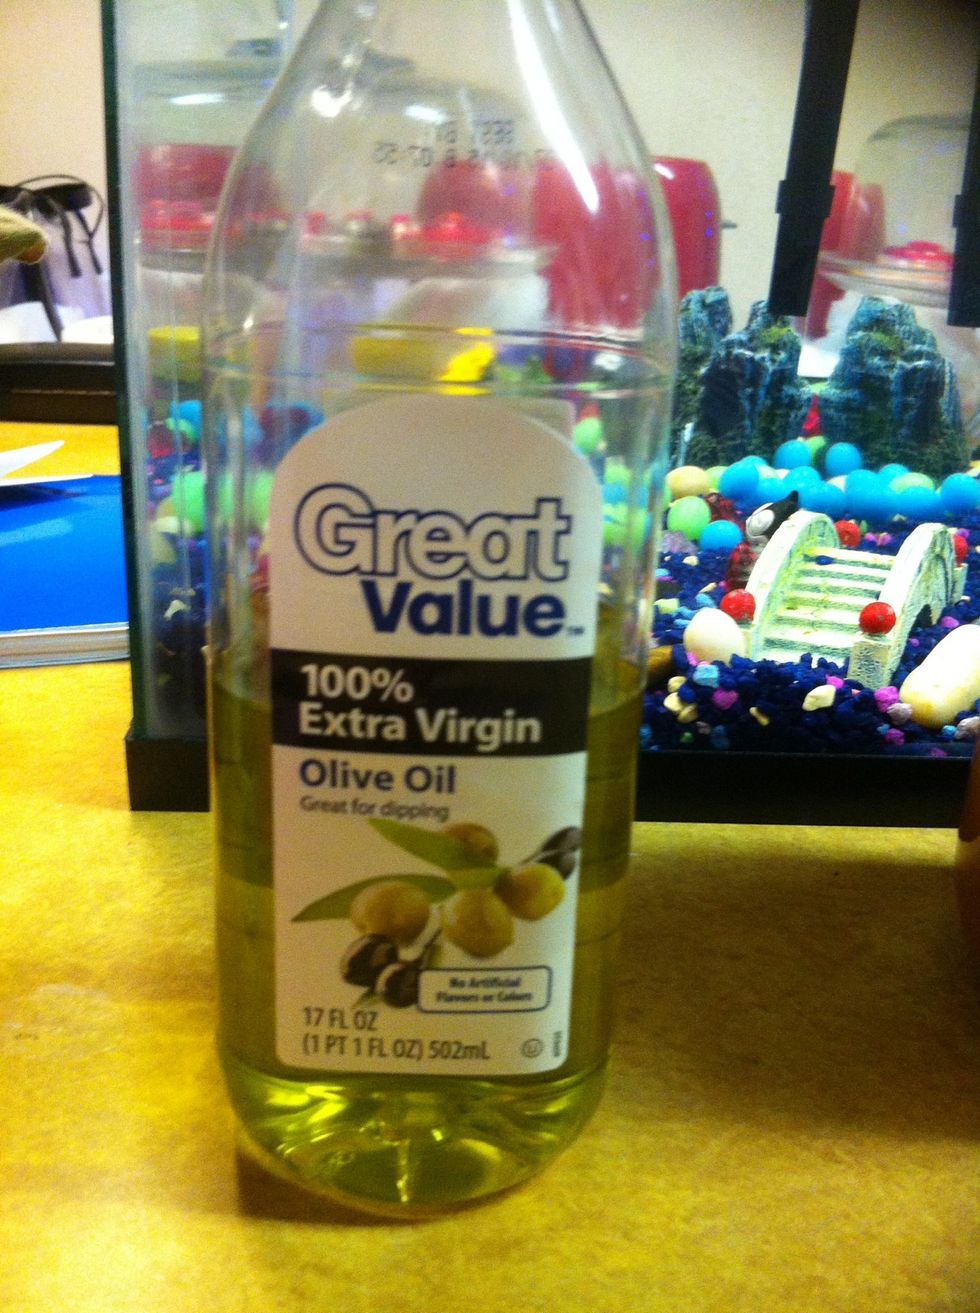 Great
Value™
100%
Extra Virgin
Olive Oil
Great for dipping
No Artificial
Flavors or Colors
17 FL OZ
(1 PT 1 FL OZ) 502mL